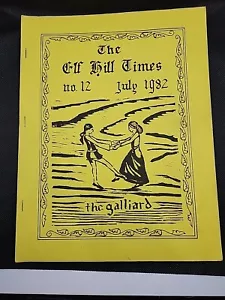 The
Elf Hill Times
no. 12 July 1982
the galliard